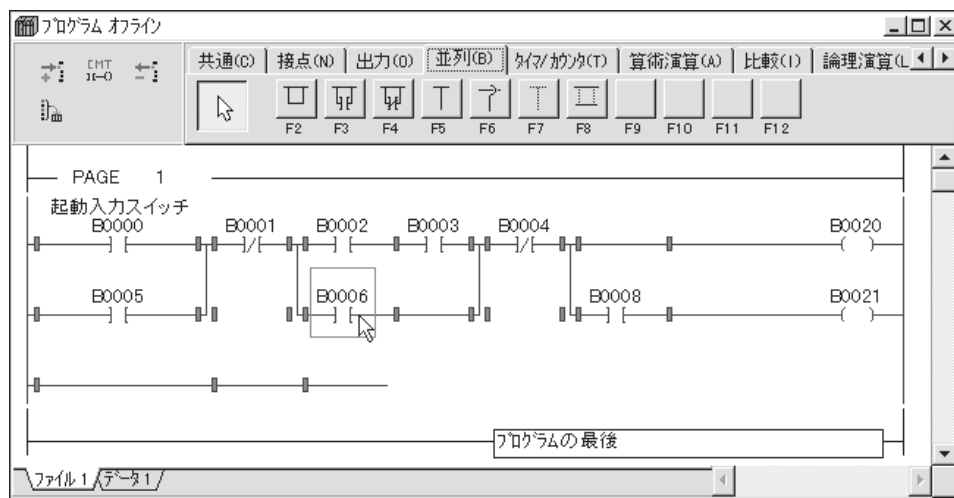 プログラム オフライン
CMT
共通(C) 接点(N) 出力(O) 並列(B) タイマ/カウンタ(T) 算術演算(A) 比較(I) 論理演算(L
F2 F3 F4 F5 F6 F7 F8 F9 F10 F11 F12
PAGE 1
起動入力スイッチ
B0000 B0001 B0002 B0003 B0004 B0020
B0005 B0006 B0008 B0021
プログラムの最後
ファイル 1 データ 1